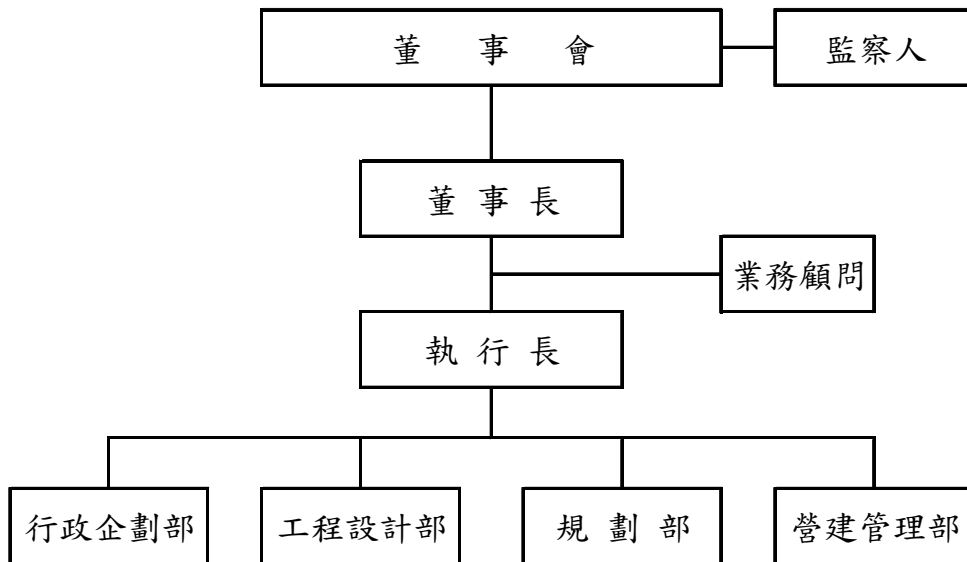 董事會
監察人
董事長
業務顧問
執行長
行政企劃部
工程設計部
規劃部
營建管理部